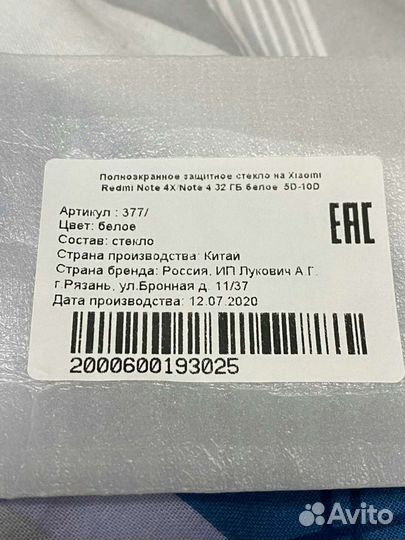 Полноэкранное защитное стекло на Xiaomi
Redmi Note 4X/Note 4 32 ГБ белое 5D-10D
Артикул : 377/
Цвет: белое
Состав: стекло
Страна производства: Китай
Страна бренда: Россия, ИП Лукович А.Г.
г.Рязань, ул.Бронная д. 11/37
Дата производства: 12.07.2020
EAC
2000600193025
Avito